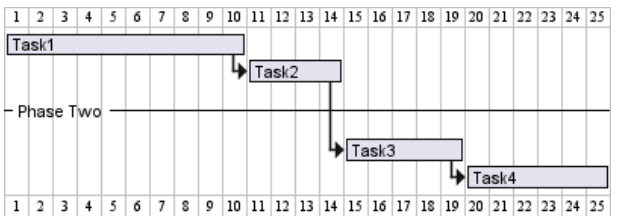 1 2 3 4 5 6 7 8 9 10 11 12 13 14 15 16 17 18 19 20 21 22 23 24 25
Task1
Task2
Phase Two
Task3
Task4
1 2 3 4 5 6 7 8 9 10 11 12 13 14 15 16 17 18 19 20 21 22 23 24 25